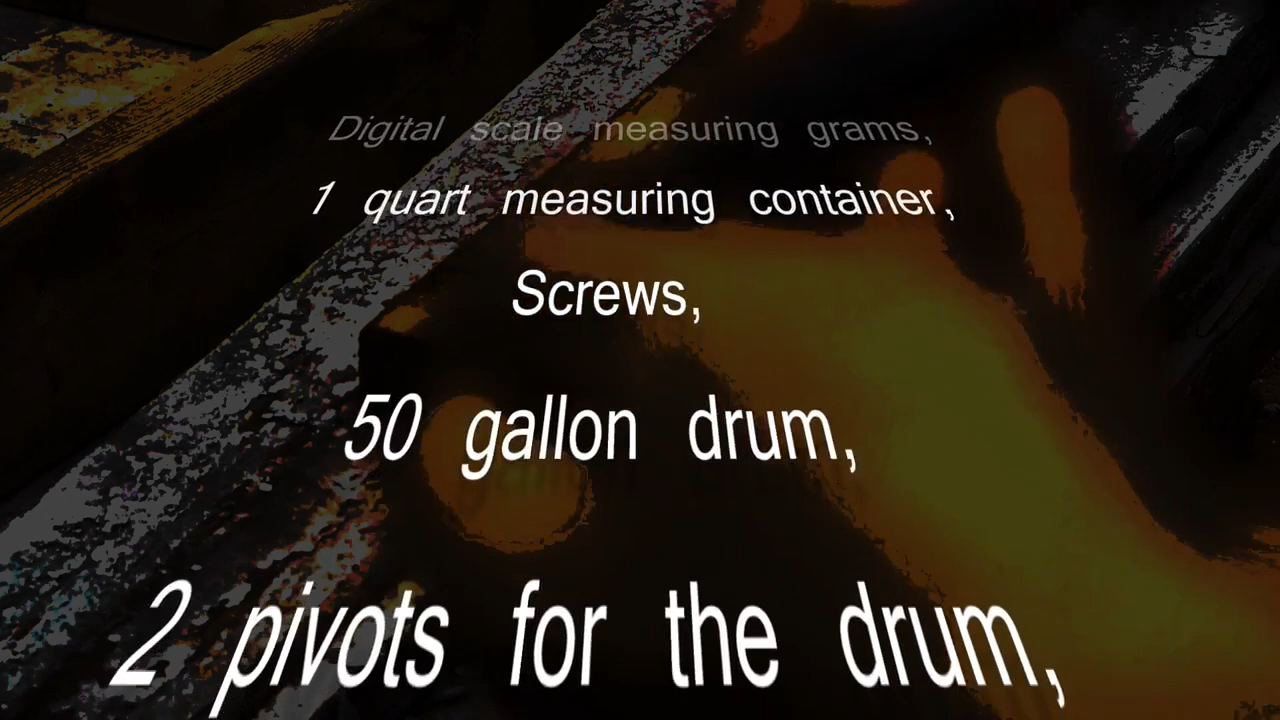 Digital scale measuring grams,
1 quart measuring container,
Screws,
50 gallon drum,
2 pivots for the drum,